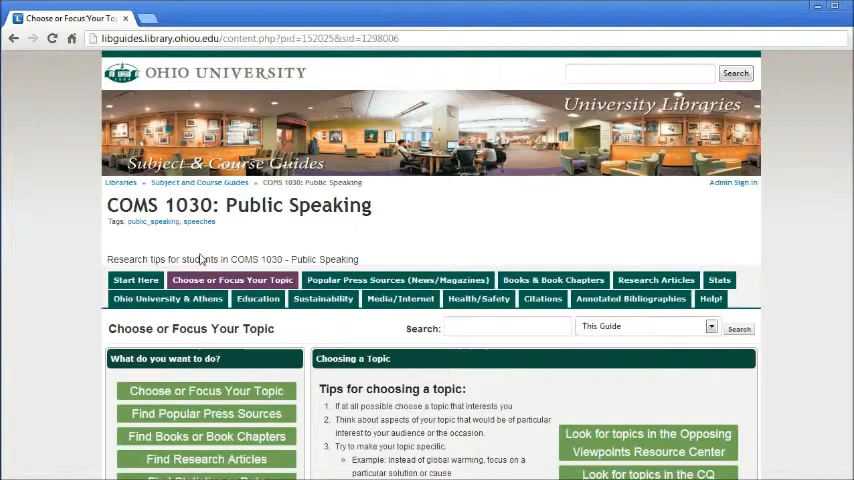 Choose or Focus Your To
libguides.library.ohiou.edu/content.php?pid=152025&sid=1298006
OHIO UNIVERSITY
Search
University Libraries
Subject & Course Guides
Libraries » Subject and Course Guides » COMS 1030: Public Speaking
Admin Sign In
COMS 1030: Public Speaking
Tags: public_speaking, speeches
Research tips for students in COMS 1030 - Public Speaking
Start Here
Choose or Focus Your Topic
Popular Press Sources (News/Magazines)
Books & Book Chapters
Research Articles
Stats
Ohio University & Athens
Education
Sustainability
Media/Internet
Health/Safety
Citations
Annotated Bibliographies
Help!
Choose or Focus Your Topic
Search:
This Guide
Search
What do you want to do?
Choose or Focus Your Topic
Find Popular Press Sources
Find Books or Book Chapters
Find Research Articles
Choosing a Topic
Tips for choosing a topic:
1. If at all possible choose a topic that interests you
2. Think about aspects of your topic that would be of particular
interest to your audience or the occasion.
3. Try to make your topic specific.
Example: Instead of global warming, focus on a
particular solution or cause
Look for topics in the Opposing
Viewpoints Resource Center
Look for topics in the CQ